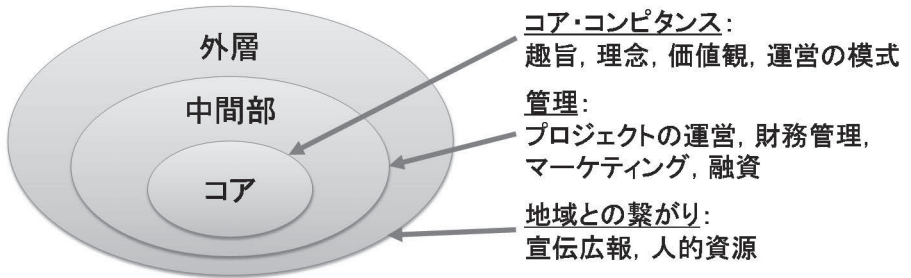 外層
中間部
コア
コア・コンピタンス:
趣旨, 理念, 価値観, 運営の模式
管理:
プロジェクトの運営, 財務管理,
マーケティング, 融資
地域との繋がり:
宣伝広報, 人的資源